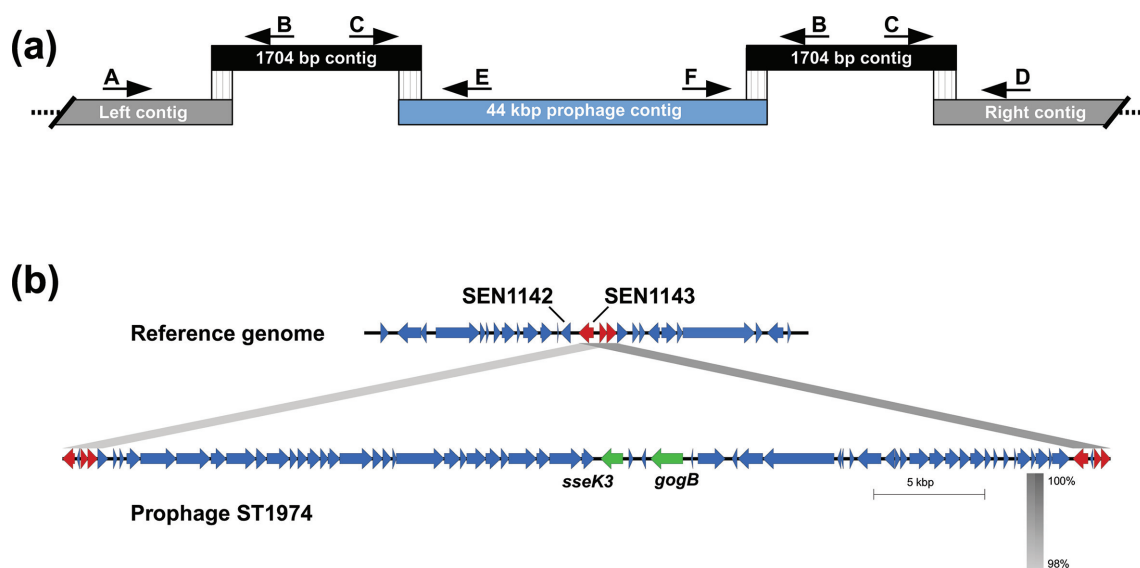 (a)
B C B C
1704 bp contig 1704 bp contig
A E F D
Left contig 44 kbp prophage contig Right contig
(b)
SEN1142 SEN1143
Reference genome
sseK3 gogB
5 kbp 100%
Prophage ST1974
98%